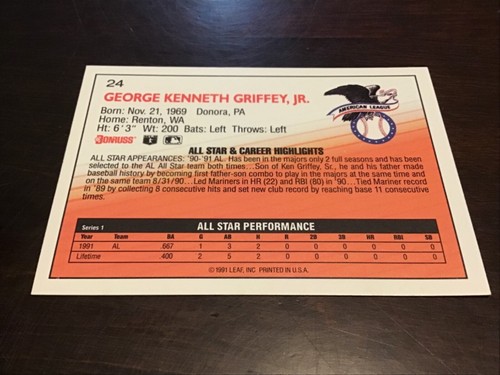 24
GEORGE KENNETH GRIFFEY, JR.
Born: Nov. 21, 1969 Donora, PA
Home: Renton, WA
Ht: 6'3" Wt: 200 Bats: Left Throws: Left
DONRUSS
AMERICAN LEAGUE
ALL STAR & CAREER HIGHLIGHTS
ALL STAR APPEARANCES: '90-'91 AL. Has been in the majors only 2 full seasons and has
selected to the AL All Star team both times...Son of Ken Griffey, Sr., he and his father made
baseball history by becoming first father-son combo to play in the majors at the same time and
on the same team 8/31/90...Led Mariners in HR (22) and RBI (80) in '90...Tied Mariner record
in '89 by collecting 8 consecutive hits and set new club record by reaching base 11 consecutive
times.
Series 1 ALL STAR PERFORMANCE
Year Team BA G AB R H 2B 3B HR RBI SB
1991 AL .667 1 3 2 0 0 0 0 0 0
Lifetime .400 2 5 2 0 0 0 0 0 0
© 1991 LEAF, INC. PRINTED IN U.S.A.